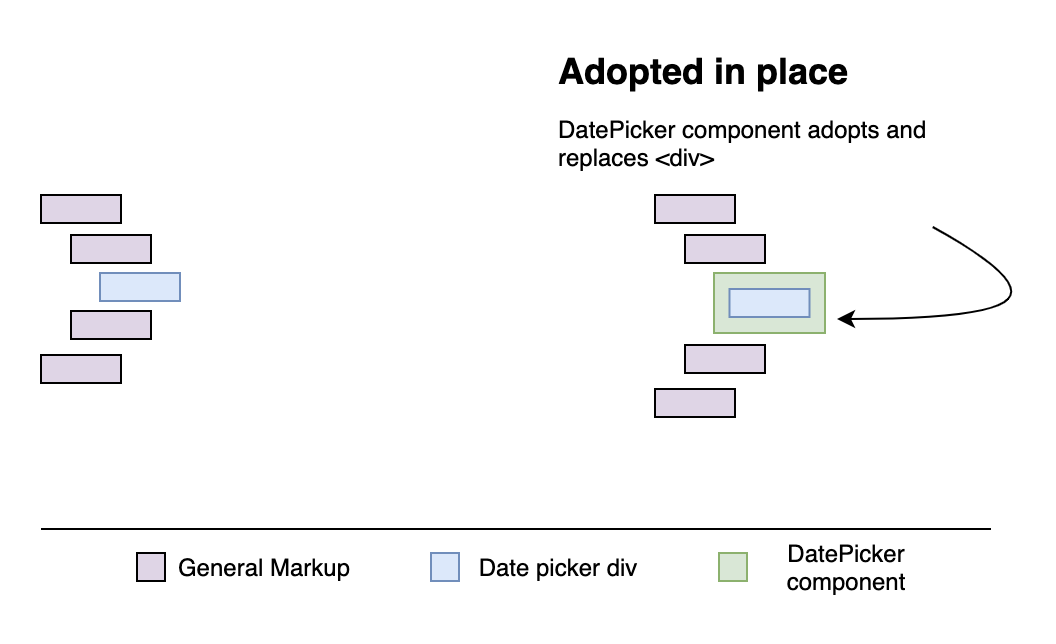 Adopted in place
DatePicker component adopts and
replaces <div>
General Markup
Date picker div
DatePicker
component